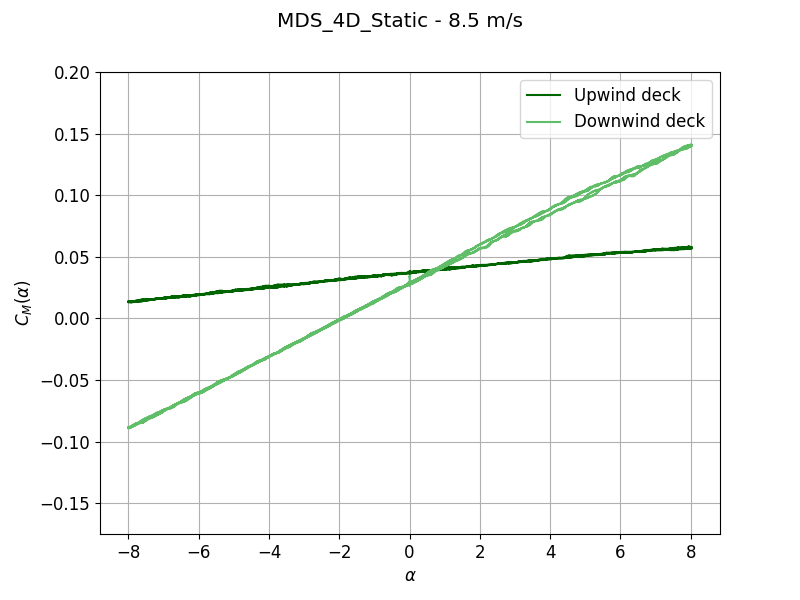 MDS_4D_Static - 8.5 m/s
Upwind deck
Downwind deck
0.20
0.15
0.10
0.05
0.00
−0.05
−0.10
−0.15
C_M(α)
−8 −6 −4 −2 0 2 4 6 8
α